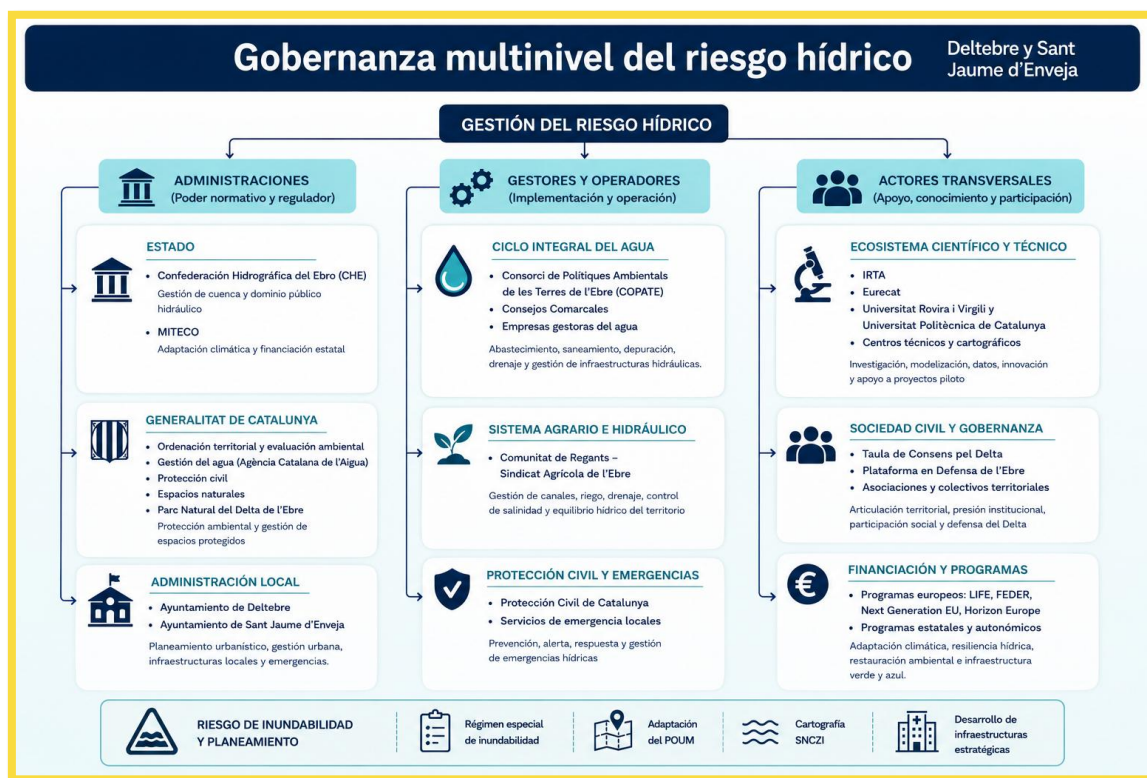 Gobernanza multinivel del riesgo hídrico
Deltebre y Sant
Jaume d'Enveja
GESTIÓN DEL RIESGO HÍDRICO
ADMINISTRACIONES
(Poder normativo y regulador)
ESTADO
• Confederación Hidrográfica del Ebro (CHE)
Gestión de cuenca y dominio público
hidráulico
• MITECO
Adaptación climática y financiación estatal
GENERALITAT DE CATALUNYA
• Ordenación territorial y evaluación ambiental
• Gestión del agua (Agència Catalana de l'Aigua)
• Protección civil
• Espacios naturales
• Parc Natural del Delta de l'Ebre
Protección ambiental y gestión de
espacios protegidos
ADMINISTRACIÓN LOCAL
• Ayuntamiento de Deltebre
• Ayuntamiento de Sant Jaume d'Enveja
Planeamiento urbanístico, gestión urbana,
infraestructuras locales y emergencias.
GESTORES Y OPERADORES
(Implementación y operación)
CICLO INTEGRAL DEL AGUA
• Consorci de Polítiques Ambientals
de les Terres de l'Ebre (COPATE)
• Consejos Comarcales
• Empresas gestoras del agua
Abastecimiento, saneamiento, depuración,
drenaje y gestión de infraestructuras hidráulicas.
SISTEMA AGRARIO E HIDRÁULICO
• Comunitat de Regants –
Sindicat Agrícola de l'Ebre
Gestión de canales, riego, drenaje, control
de salinidad y equilibrio hídrico del territorio
PROTECCIÓN CIVIL Y EMERGENCIAS
• Protección Civil de Catalunya
• Servicios de emergencia locales
Prevención, alerta, respuesta y gestión
de emergencias hídricas
ACTORES TRANSVERSALES
(Apoyo, conocimiento y participación)
ECOSISTEMA CIENTÍFICO Y TÉCNICO
• IRTA
• Eurecat
• Universitat Rovira i Virgili y
Universitat Politècnica de Catalunya
• Centros técnicos y cartográficos
Investigación, modelización, datos, innovación
y apoyo a proyectos piloto
SOCIEDAD CIVIL Y GOBERNANZA
• Taula de Consens pel Delta
• Plataforma en Defensa de l'Ebre
• Asociaciones y colectivos territoriales
Articulación territorial, presión institucional,
participación social y defensa del Delta
FINANCIACIÓN Y PROGRAMAS
€
• Programas europeos: LIFE, FEDER,
Next Generation EU, Horizon Europe
• Programas estatales y autonómicos
Adaptación climática, resiliencia hídrica,
restauración ambiental e infraestructura
verde y azul.
RIESGO DE INUNDABILIDAD
Y PLANEAMIENTO
Régimen especial
de inundabilidad
Adaptación
del POUM
Cartografía
SNCZI
Desarrollo de
infraestructuras
estratégicas